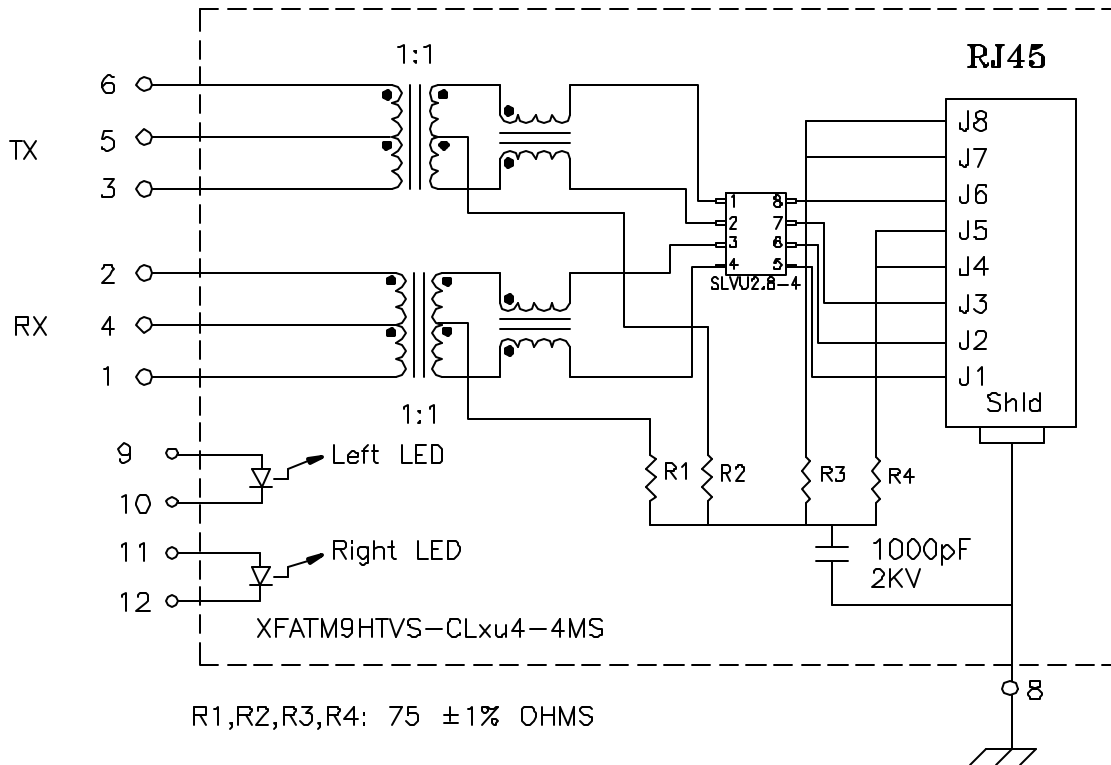 1:1
RJ45
6
5
3
TX
J8
J7
J6
J5
J4
J3
J2
J1
Shld
1 8
2 7
3 6
4 5
SLVU2.8-4
2
4
1
RX
1:1
9
10
Left LED
11
12
Right LED
R1
R2
R3
R4
1000pF
2KV
XFATM9HTVS-CLxu4-4MS
8
R1,R2,R3,R4: 75 ±1% OHMS